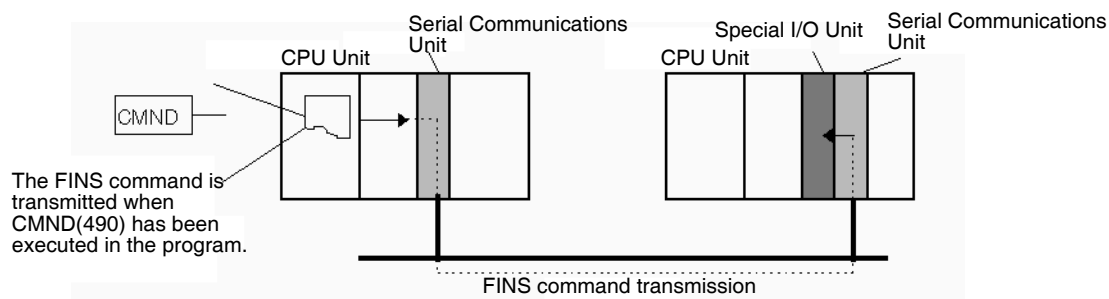 Serial Communications
Unit
CPU Unit
Special I/O Unit
Serial Communications
Unit
CPU Unit
CMND
The FINS command is
transmitted when
CMND(490) has been
executed in the program.
FINS command transmission